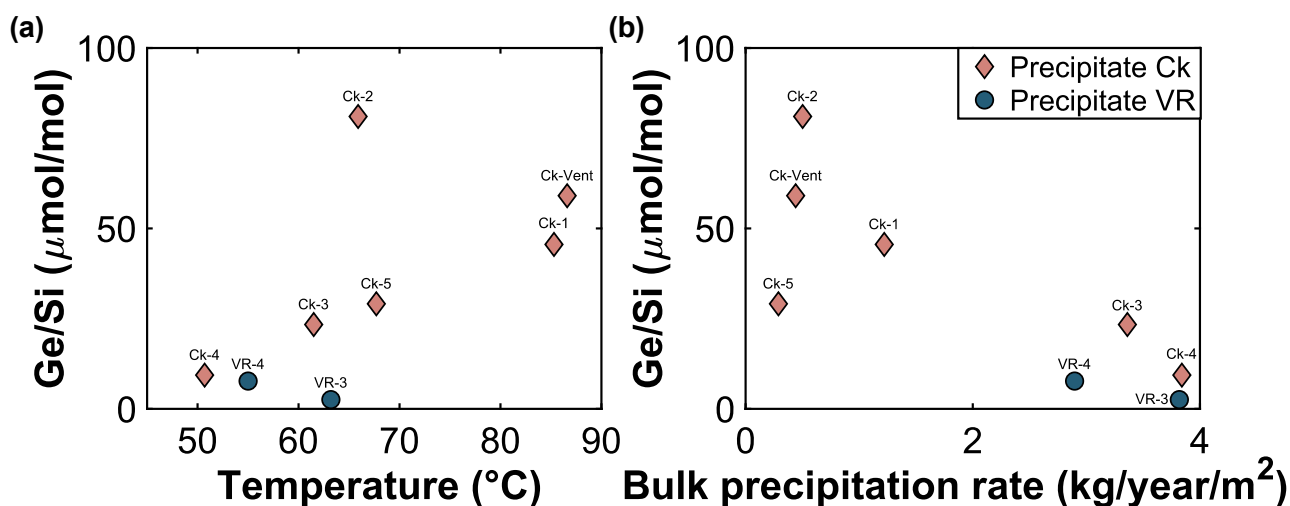 (a)
100
50
0
Ge/Si (μmol/mol)
Ck-2
Ck-Vent
Ck-1
Ck-5
Ck-3
Ck-4
VR-4
VR-3
50 60 70 80 90
Temperature (°C)
(b)
100
50
0
Ge/Si (μmol/mol)
Precipitate Ck
Precipitate VR
Ck-2
Ck-Vent
Ck-1
Ck-5
Ck-3
VR-4
Ck-4
VR-3
0 2 4
Bulk precipitation rate (kg/year/m²)